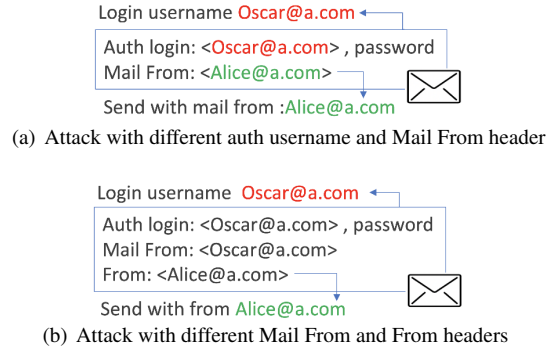 Login username Oscar@a.com
Auth login: <Oscar@a.com> , password
Mail From: <Alice@a.com>
Send with mail from :Alice@a.com
(a) Attack with different auth username and Mail From header
Login username Oscar@a.com
Auth login: <Oscar@a.com> , password
Mail From: <Oscar@a.com>
From: <Alice@a.com>
Send with from Alice@a.com
(b) Attack with different Mail From and From headers